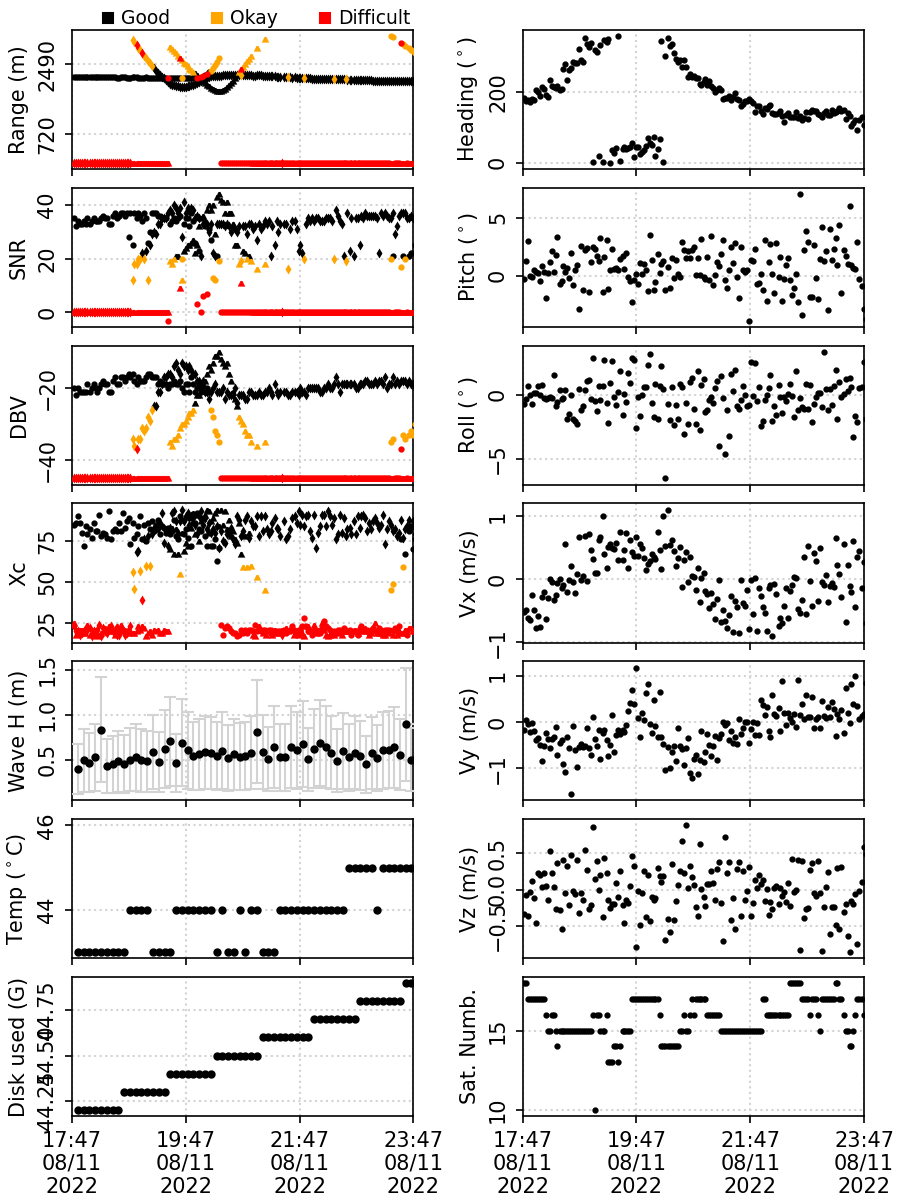 Good Okay Difficult
Range (m)
2490
720
Heading (°)
200
0
SNR
40
20
0
Pitch (°)
5
0
DBV
−20
−40
Roll (°)
0
−5
Xc
75
50
25
Vx (m/s)
1
0
−1
Wave H (m)
1.5
1.0
0.5
Vy (m/s)
1
0
−1
Temp (°C)
46
44
Vz (m/s)
0.5
0.0
−0.5
Disk used (G)
44.75
44.50
44.25
Sat. Numb.
15
10
17:47 19:47 21:47 23:47
08/11 08/11 08/11 08/11
2022 2022 2022 2022
17:47 19:47 21:47 23:47
08/11 08/11 08/11 08/11
2022 2022 2022 2022